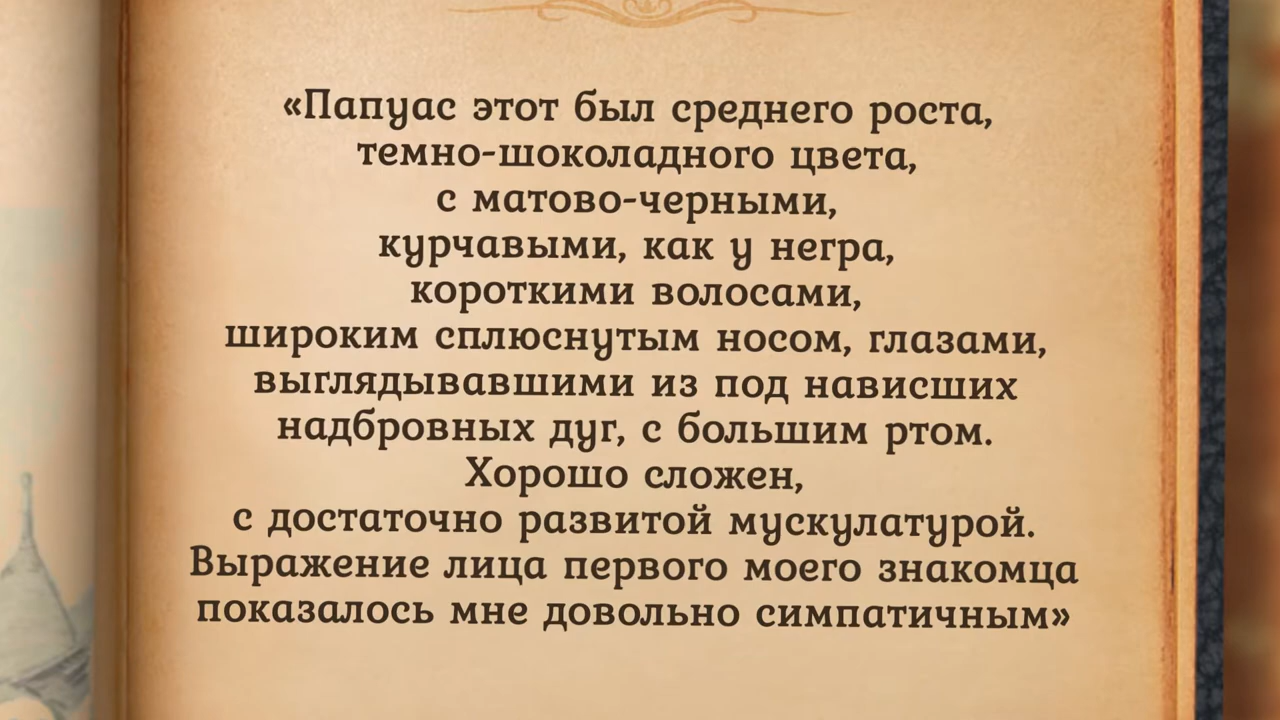 «Папуас этот был среднего роста,
темно-шоколадного цвета,
с матово-черными,
курчавыми, как у негра,
короткими волосами,
широким сплюснутым носом, глазами,
выглядывавшими из под нависших
надбровных дуг, с большим ртом.
Хорошо сложен,
с достаточно развитой мускулатурой.
Выражение лица первого моего знакомца
показалось мне довольно симпатичным»